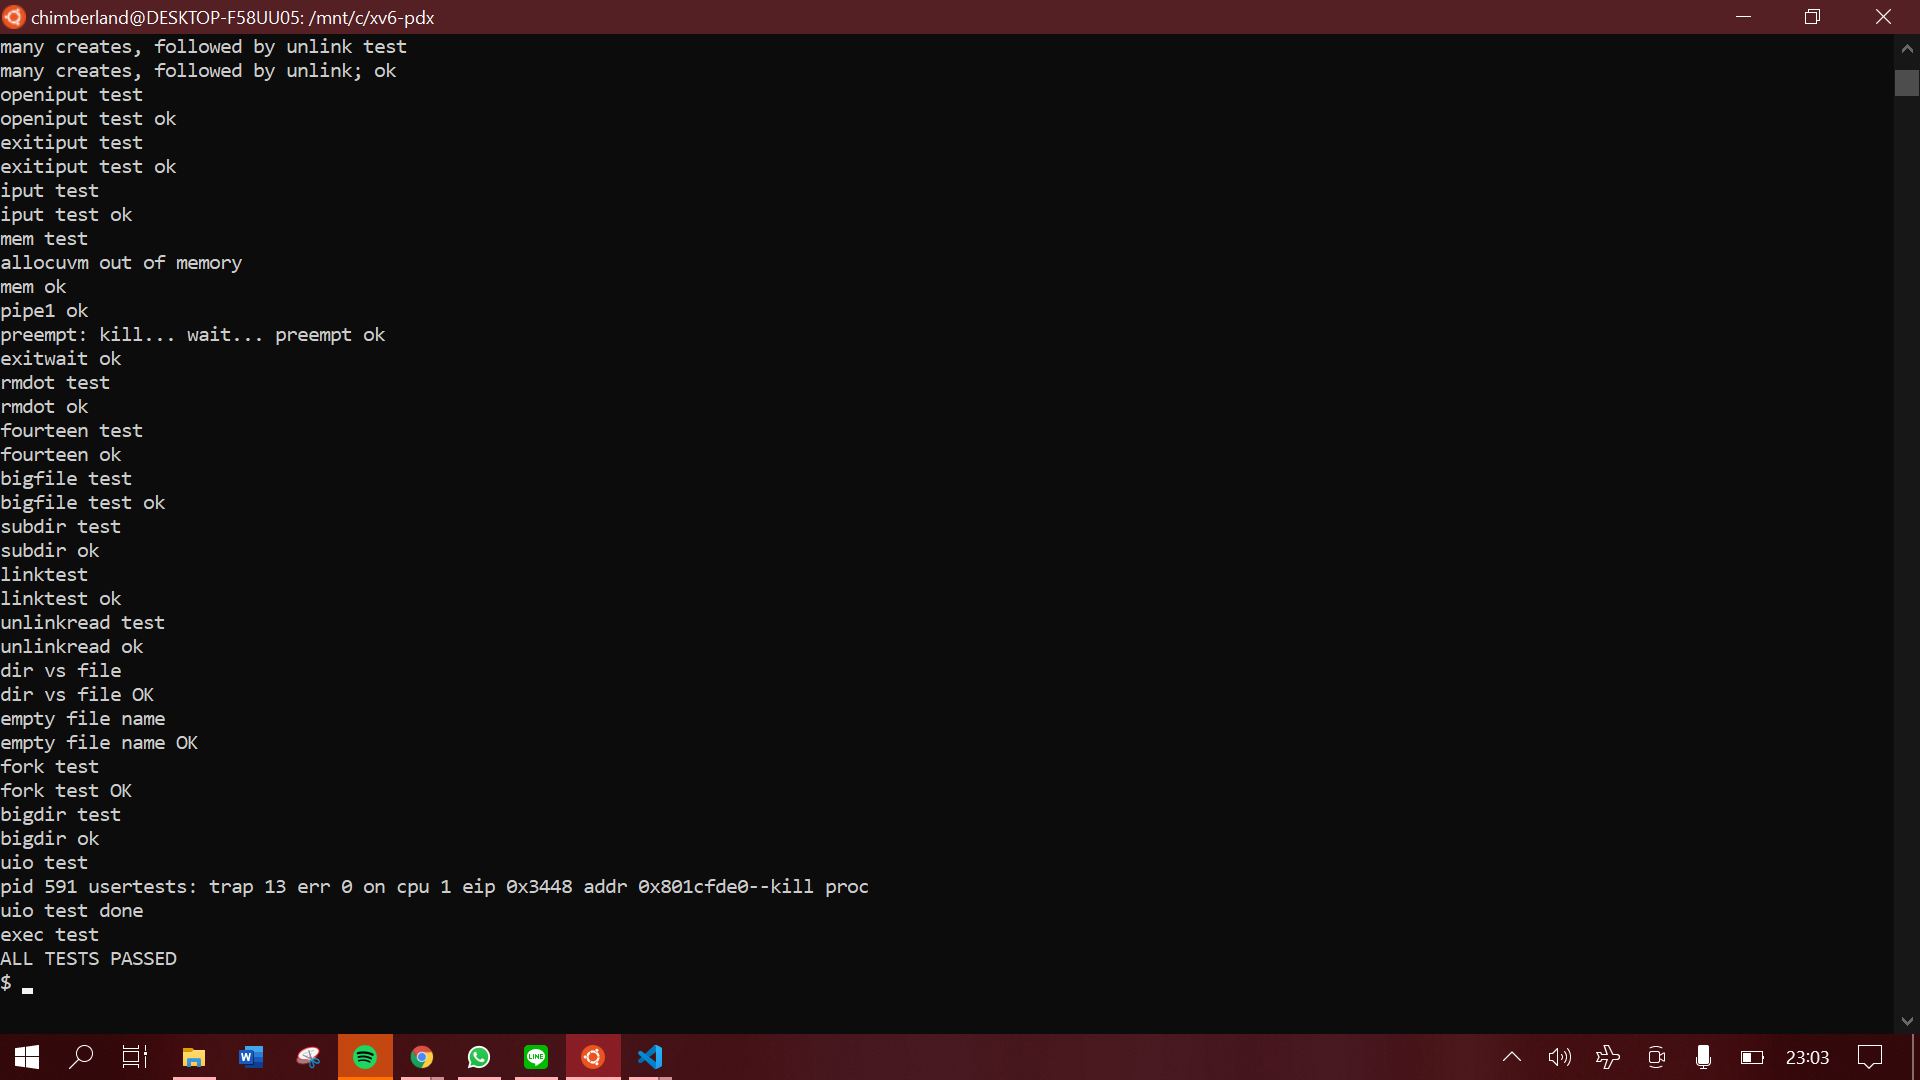 chimberland@DESKTOP-F58UU05: /mnt/c/xv6-pdx
many creates, followed by unlink test
many creates, followed by unlink; ok
openiput test
openiput test ok
exitiput test
exitiput test ok
iput test
iput test ok
mem test
allocuvm out of memory
mem ok
pipe1 ok
preempt: kill... wait... preempt ok
exitwait ok
rmdot test
rmdot ok
fourteen test
fourteen ok
bigfile test
bigfile test ok
subdir test
subdir ok
linktest
linktest ok
unlinkread test
unlinkread ok
dir vs file
dir vs file OK
empty file name
empty file name OK
fork test
fork test OK
bigdir test
bigdir ok
uio test
pid 591 usertests: trap 13 err 0 on cpu 1 eip 0x3448 addr 0x801cfde0--kill proc
uio test done
exec test
ALL TESTS PASSED
$
W
LINE
23:03